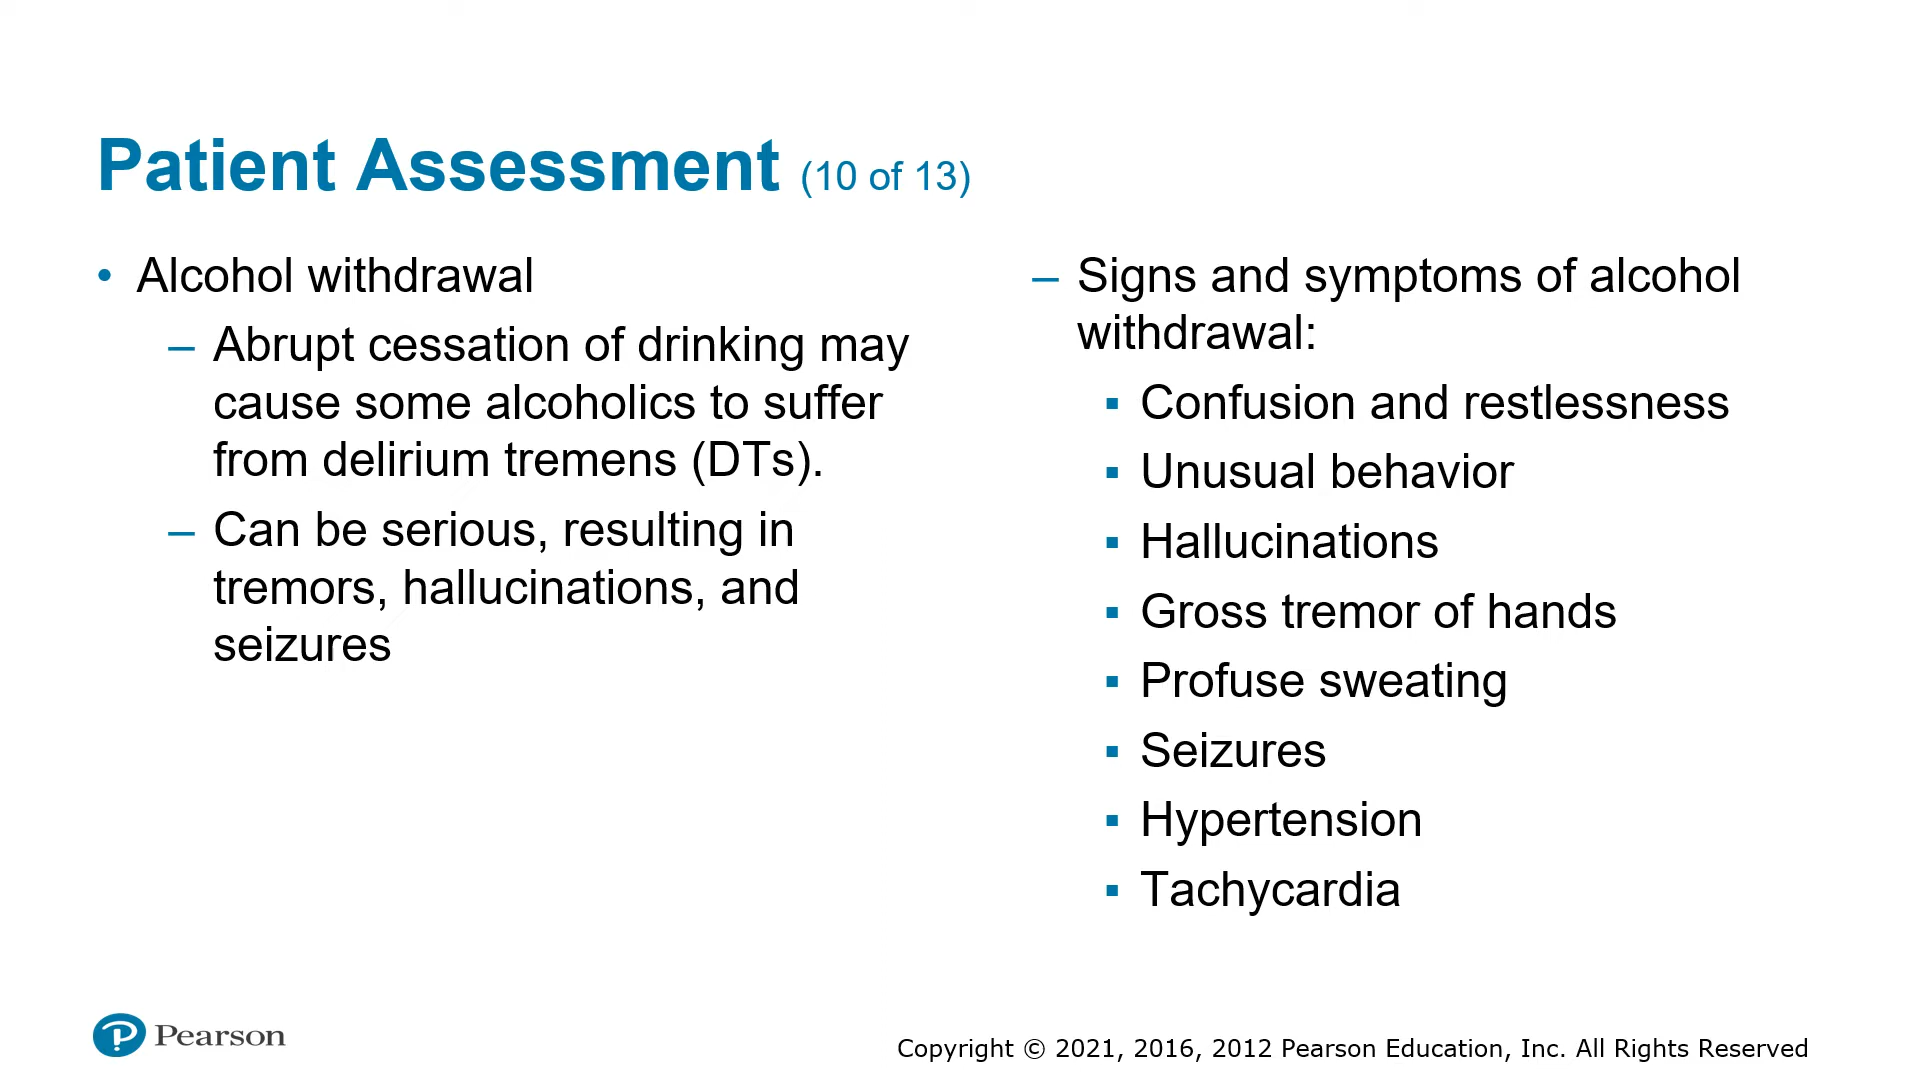 Patient Assessment (10 of 13)
• Alcohol withdrawal
– Abrupt cessation of drinking may
cause some alcoholics to suffer
from delirium tremens (DTs).
– Can be serious, resulting in
tremors, hallucinations, and
seizures
– Signs and symptoms of alcohol
withdrawal:
▪ Confusion and restlessness
▪ Unusual behavior
▪ Hallucinations
▪ Gross tremor of hands
▪ Profuse sweating
▪ Seizures
▪ Hypertension
▪ Tachycardia
Pearson
Copyright © 2021, 2016, 2012 Pearson Education, Inc. All Rights Reserved